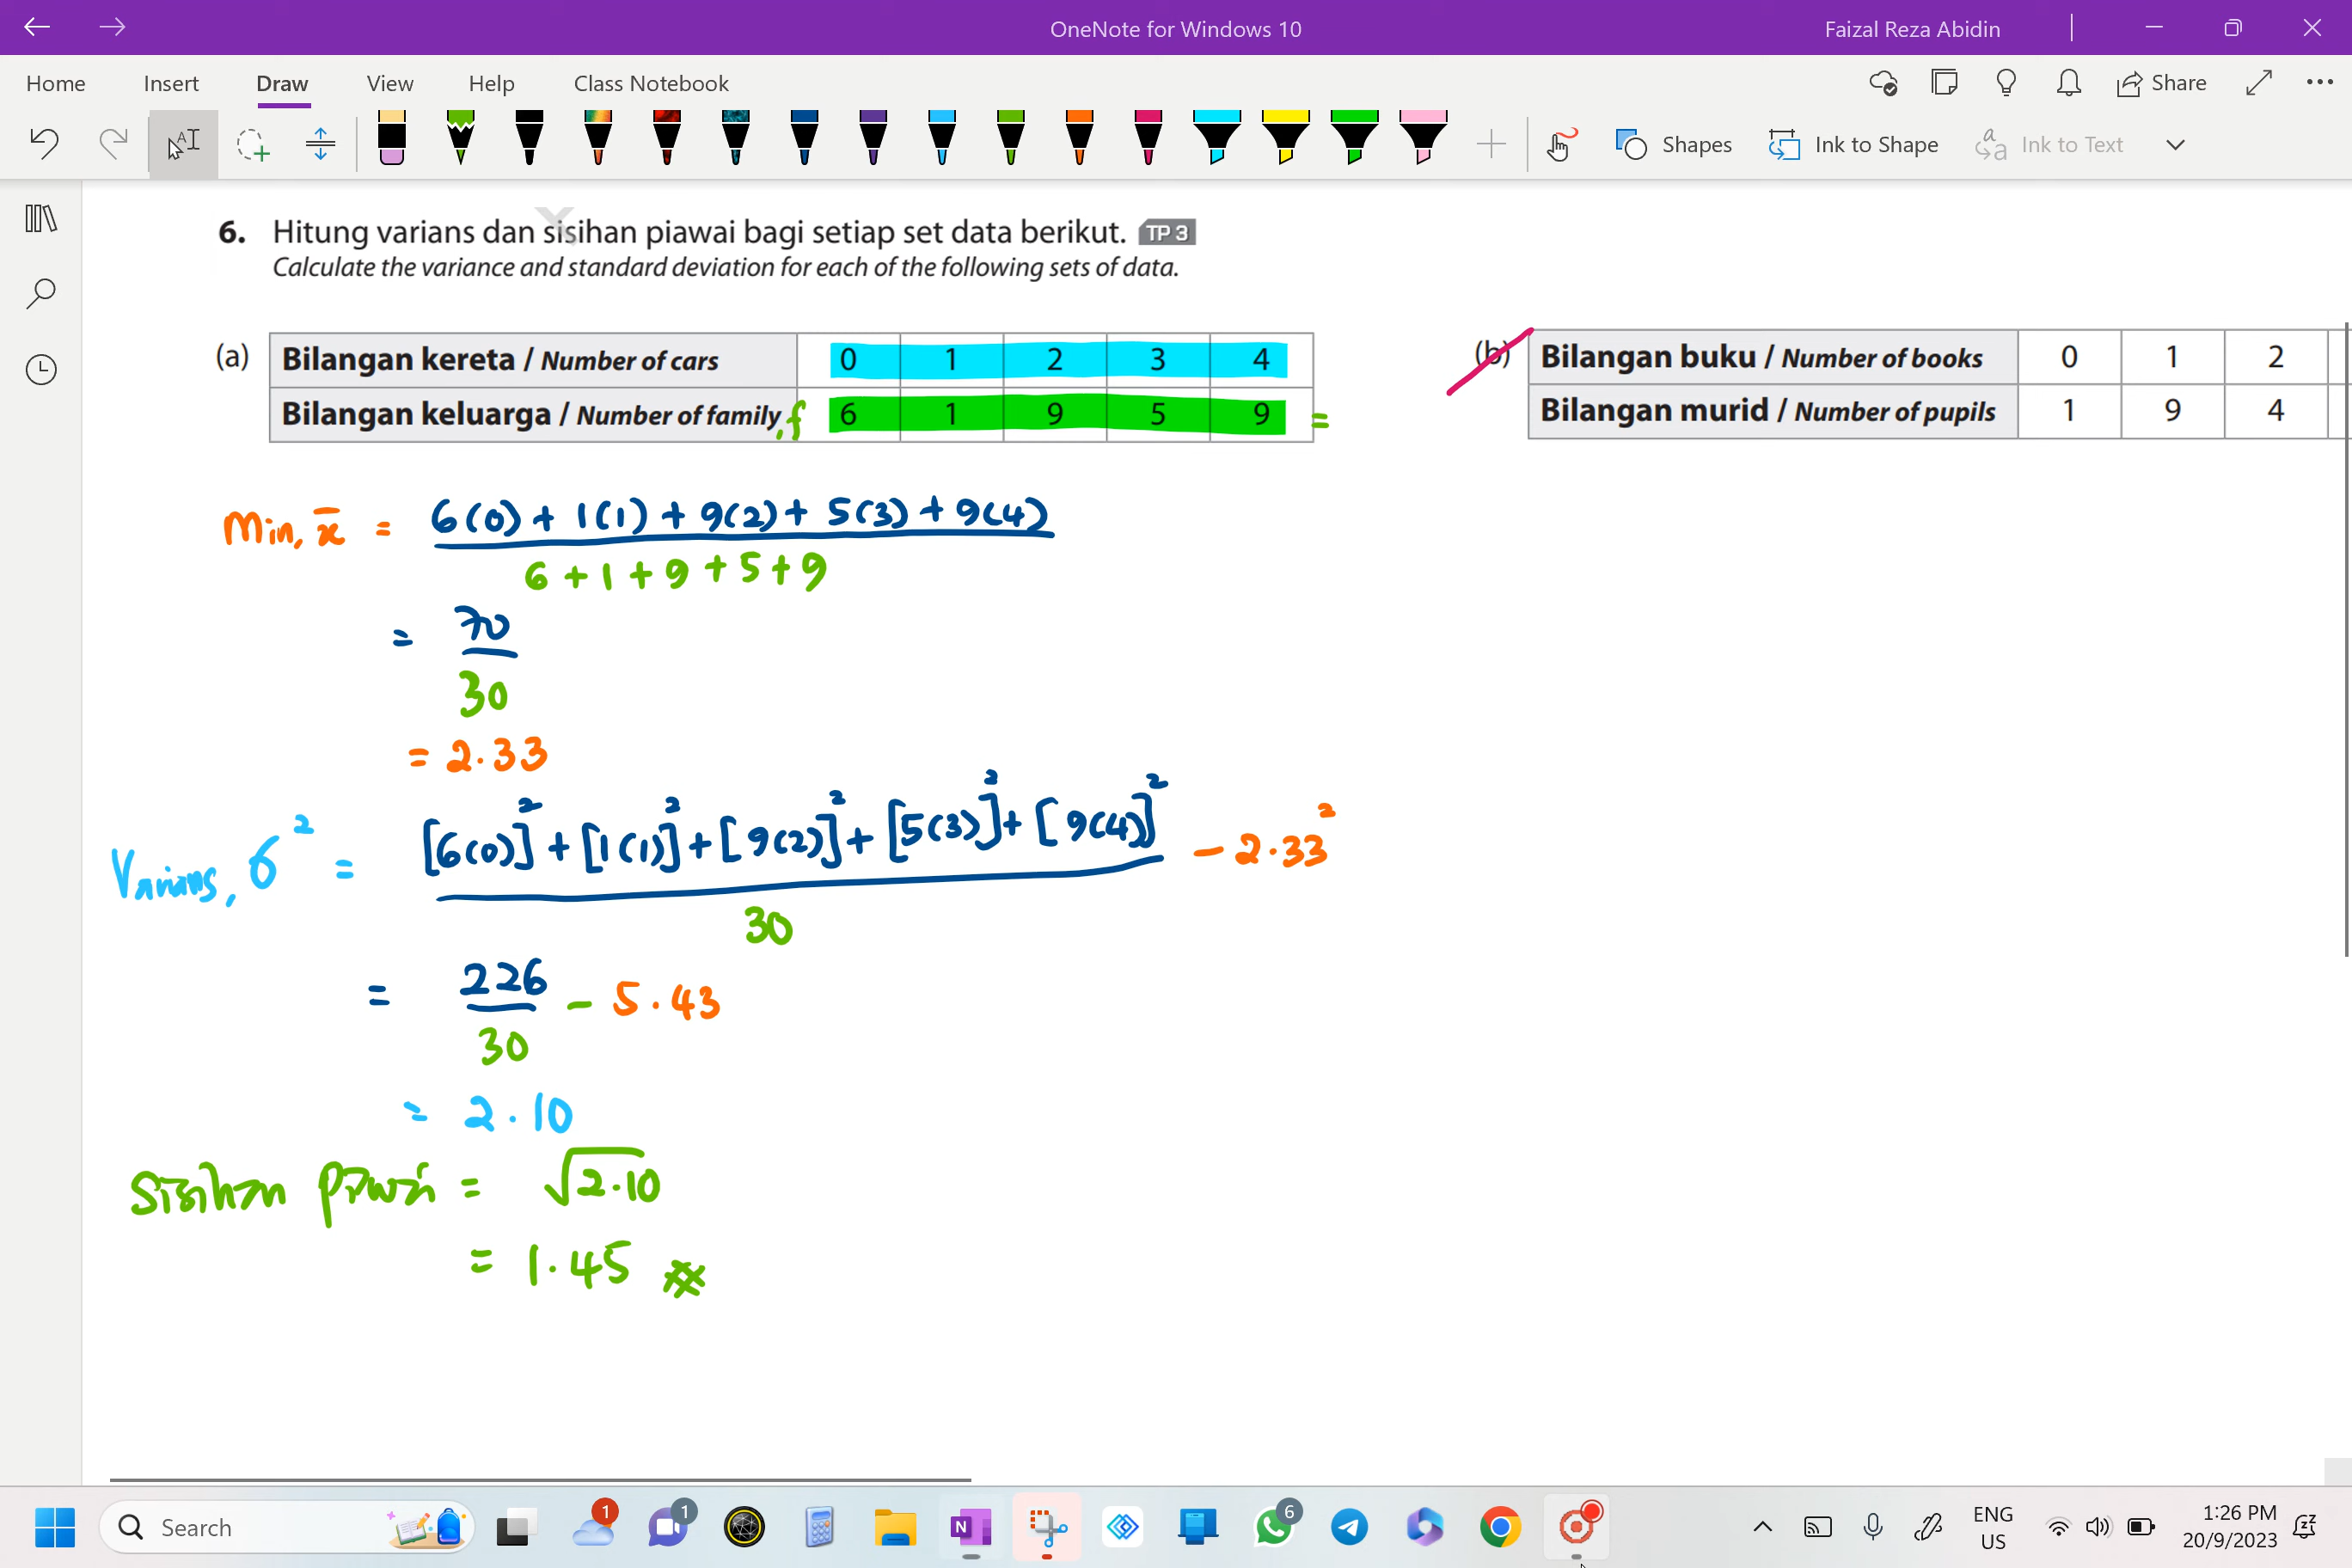 OneNote for Windows 10
Faizal Reza Abidin
Home Insert Draw View Help Class Notebook
Share
Shapes Ink to Shape Ink to Text
6. Hitung varians dan sisihan piawai bagi setiap set data berikut. TP 3
Calculate the variance and standard deviation for each of the following sets of data.
(a) Bilangan kereta / Number of cars 0 1 2 3 4
Bilangan keluarga / Number of family, f 6 1 9 5 9 =
(b) Bilangan buku / Number of books 0 1 2
Bilangan murid / Number of pupils 1 9 4
Min, x̄ = 6(0) + 1(1) + 9(2) + 5(3) + 9(4)
6 + 1 + 9 + 5 + 9
= 70
30
= 2.33
Varians, σ² = [6(0)]² + [1(1)]² + [9(2)]² + [5(3)]² + [9(4)]² - 2.33²
30
= 226 - 5.43
30
= 2.10
Sisihan piawai = √2.10
= 1.45 #
Search
1
1
6
ENG
US
1:26 PM
20/9/2023